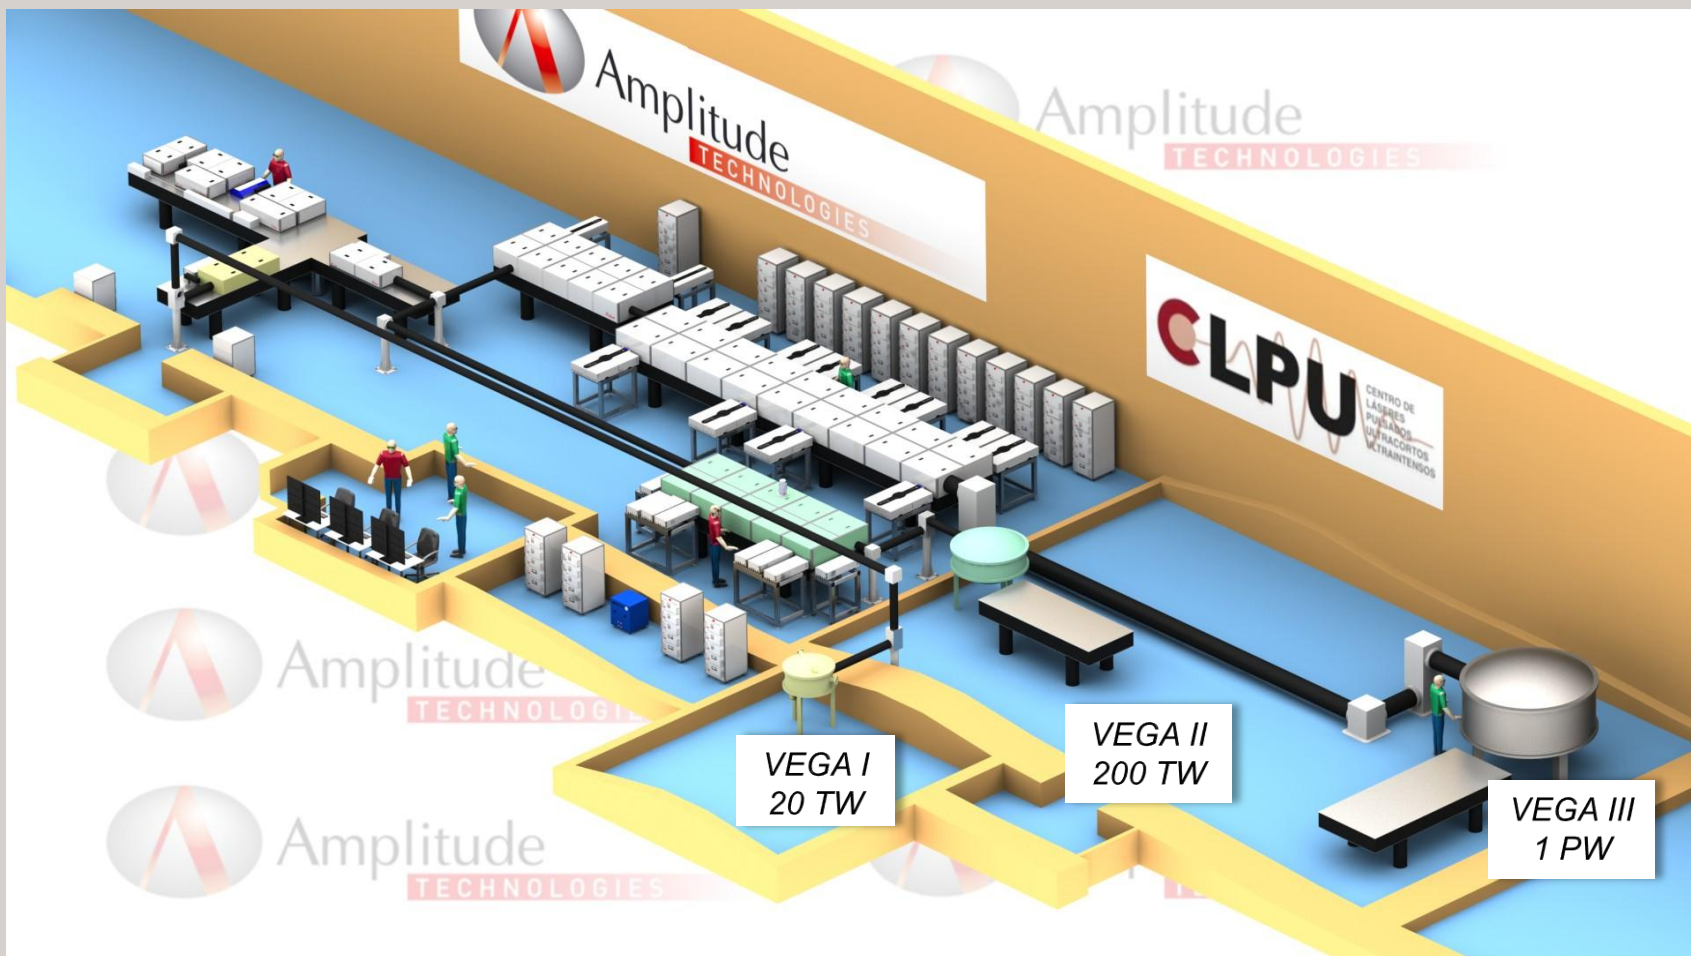 Amplitude
TECHNOLOGIES
Amplitude
TECHNOLOGIES
CLPU
CENTRO DE
LÁSERES
PULSADOS
ULTRACORTOS
ULTRAINTENSOS
Amplitude
TECHNOLOGI
VEGA I
20 TW
VEGA II
200 TW
VEGA III
1 PW
Amplitude
TECHNOLOGIES